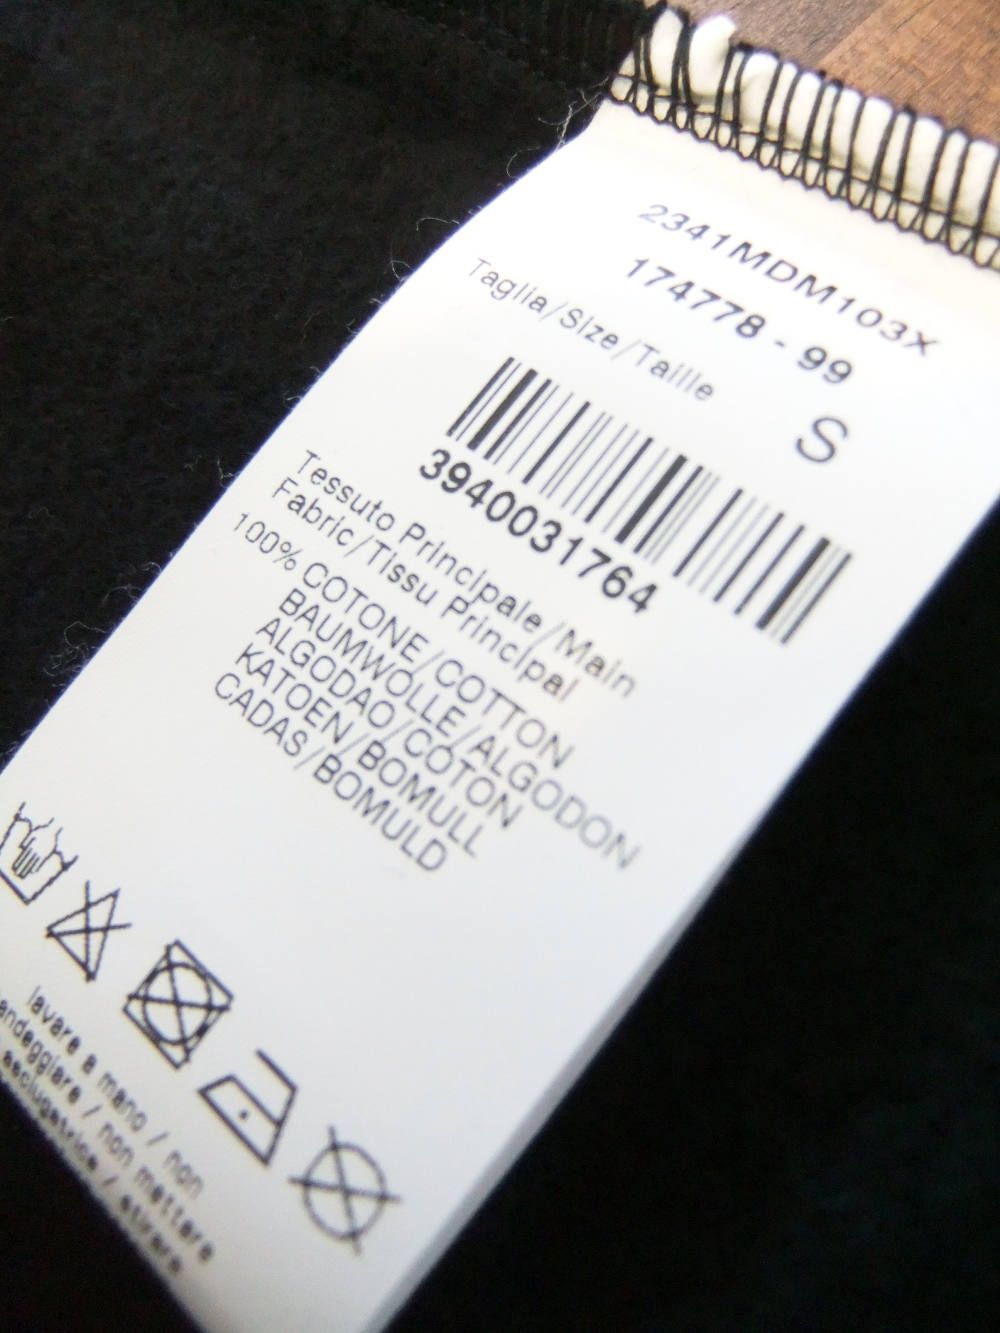 2341MDM103X
174778 - 99
Taglia/Size/Taille S
3940031764
Tessuto Principale/Main
Fabric/Tissu Principal
100% COTONE/COTTON
BAUMWOLLE/ALGODON
ALGODAO/COTON
KATOEN/BOMULL
CADAS/BOMULD
lavare a mano / non
andeggiare / non mettere
asciugatrice / stirare